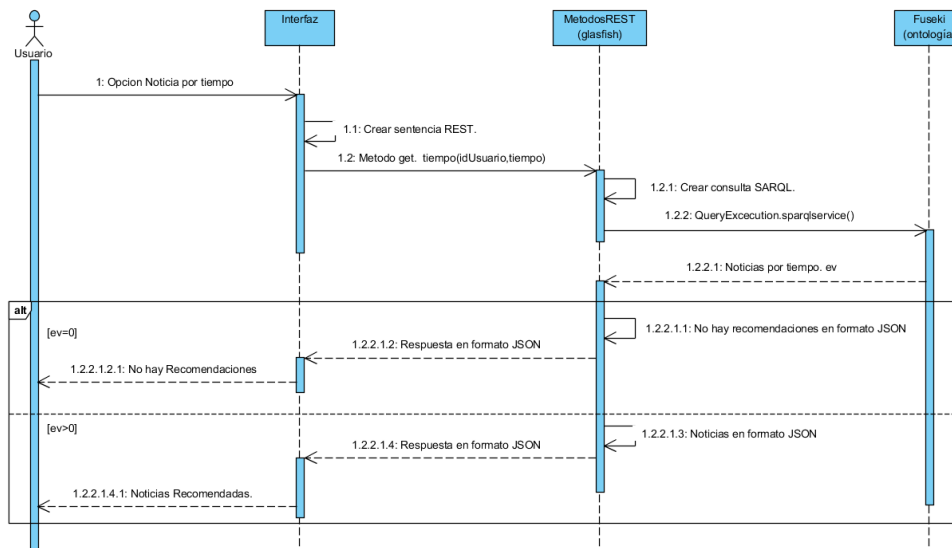 Interfaz
MetodosREST
(glasfish)
Fuseki
(ontologia)
Usuario
1: Opcion Noticia por tiempo
1.1: Crear sentencia REST.
1.2: Metodo get. tiempo(idUsuario,tiempo)
1.2.1: Crear consulta SARQL.
1.2.2: QueryExcecution.sparqlservice()
1.2.2.1: Noticias por tiempo. ev
alt
[ev=0]
1.2.2.1.1: No hay recomendaciones en formato JSON
1.2.2.1.2: Respuesta en formato JSON
1.2.2.1.2.1: No hay Recomendaciones
[ev>0]
1.2.2.1.3: Noticias en formato JSON
1.2.2.1.4: Respuesta en formato JSON
1.2.2.1.4.1: Noticias Recomendadas.